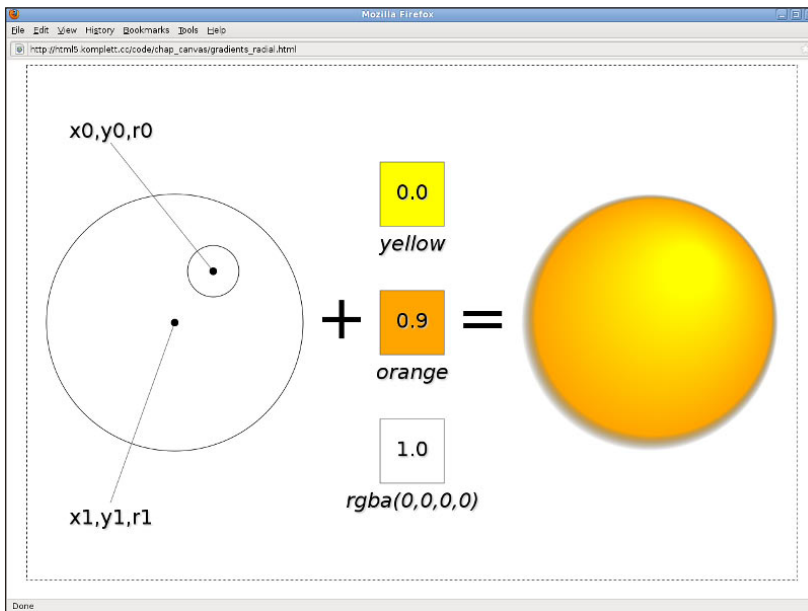 Mozilla Firefox
File Edit View History Bookmarks Tools Help
http://html5.komplett.cc/code/chap_canvas/gradients_radial.html
x0,y0,r0
0.0
yellow
+
0.9
=
orange
1.0
x1,y1,r1
rgba(0,0,0,0)
Done